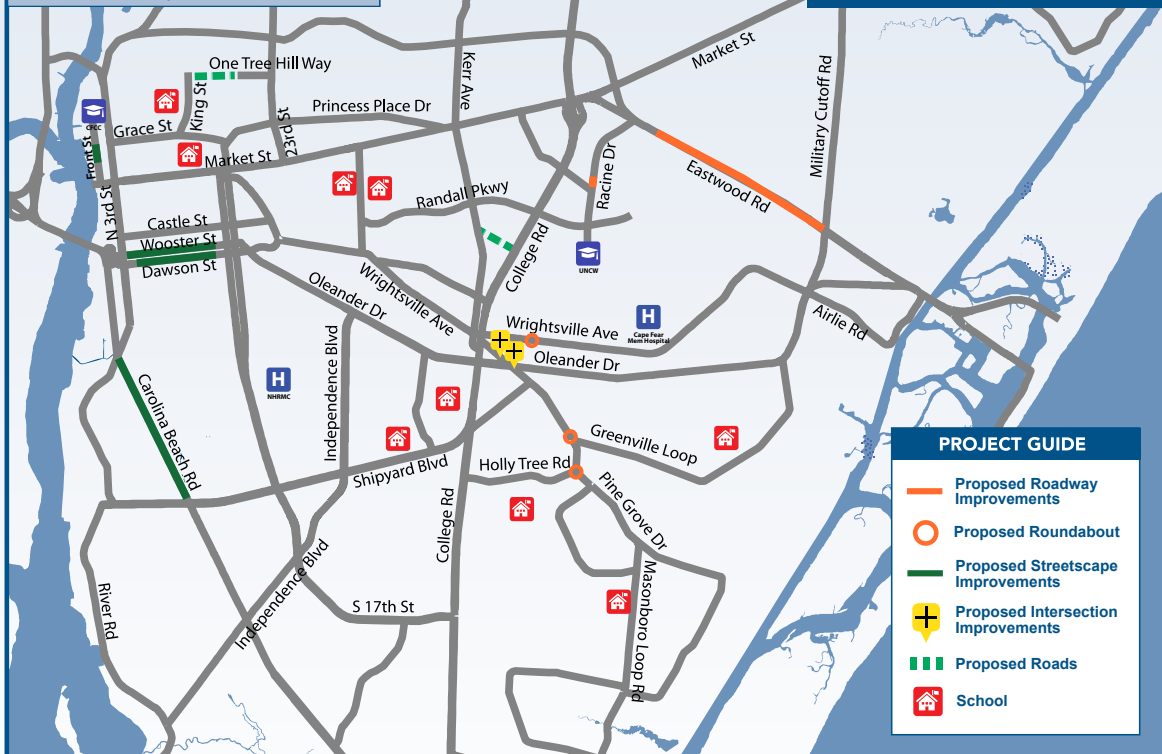 Market St
Military Cutoff Rd
Kerr Ave
One Tree Hill Way
King St
23rd St
Princess Place Dr
CFCC
Grace St
Front St
Market St
N 3rd St
Racine Dr
Eastwood Rd
Randall Pkwy
Castle St
Wooster St
Dawson St
College Rd
UNCW
Wrightsville Ave
Oleander Dr
Airlie Rd
H
Cape Fear
Mem Hospital
Wrightsville Ave
Oleander Dr
Independence Blvd
H
NHRMC
Carolina Beach Rd
Greenville Loop
Holly Tree Rd
Shipyard Blvd
Pine Grove Dr
College Rd
Independence Blvd
River Rd
S 17th St
Masonboro Loop Rd
PROJECT GUIDE
Proposed Roadway
Improvements
Proposed Roundabout
Proposed Streetscape
Improvements
Proposed Intersection
Improvements
Proposed Roads
School